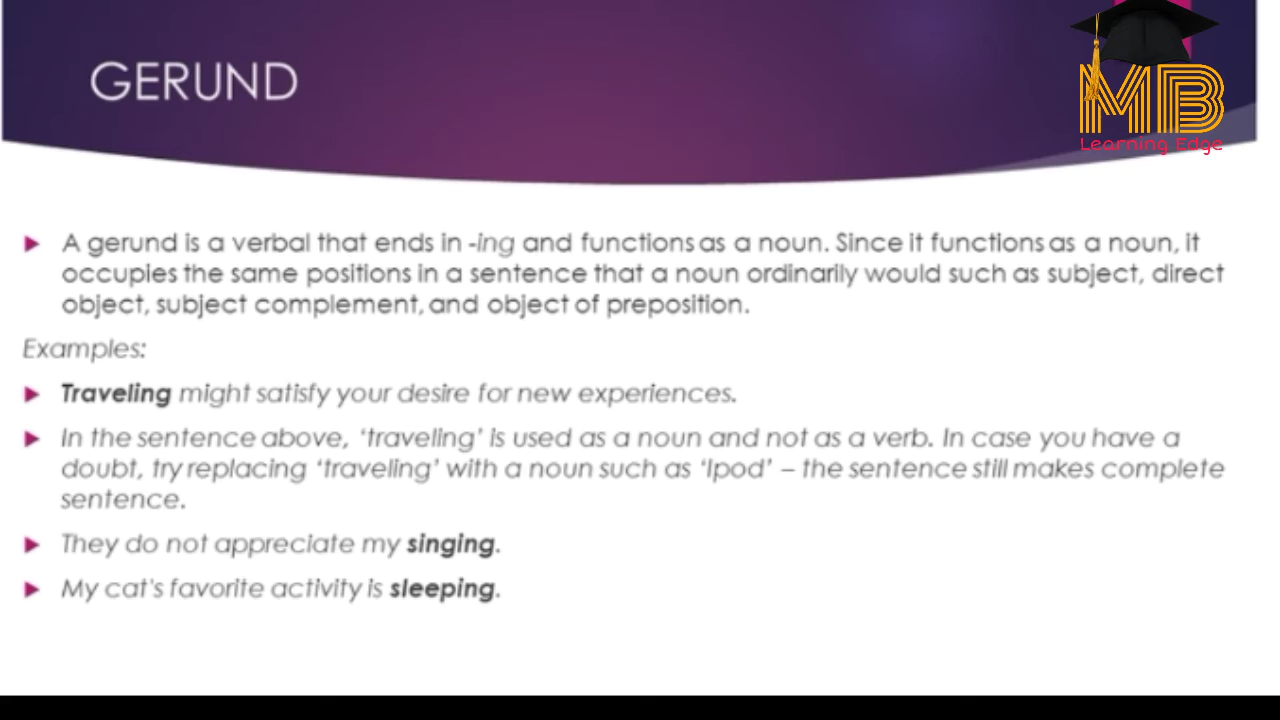 GERUND
MB
Learning Edge
A gerund is a verbal that ends in -ing and functions as a noun. Since it functions as a noun, it
occupies the same positions in a sentence that a noun ordinarily would such as subject, direct
object, subject complement, and object of preposition.
Examples:
Traveling might satisfy your desire for new experiences.
In the sentence above, ‘traveling’ is used as a noun and not as a verb. In case you have a
doubt, try replacing ‘traveling’ with a noun such as ‘Ipod’ – the sentence still makes complete
sentence.
They do not appreciate my singing.
My cat's favorite activity is sleeping.